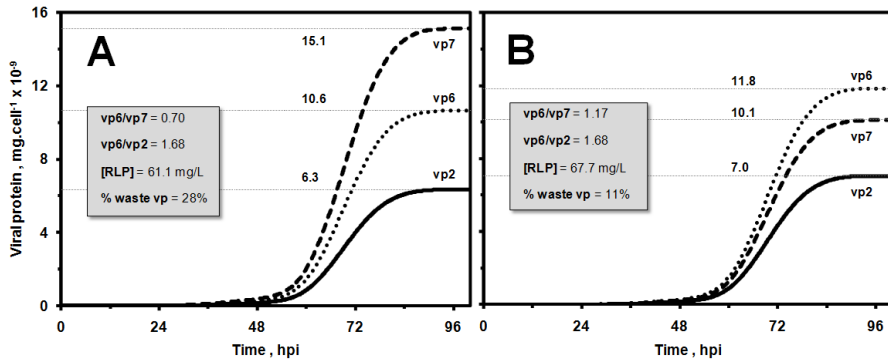 Viral protein , mg.cell⁻¹ x 10⁻⁹
16
12
8
4
0
A
15.1
vp7
10.6
vp6
6.3
vp2
vp6/vp7 = 0.70
vp6/vp2 = 1.68
[RLP] = 61.1 mg/L
% waste vp = 28%
0 24 48 72 96
Time , hpi
B
11.8
vp6
10.1
vp7
7.0
vp2
vp6/vp7 = 1.17
vp6/vp2 = 1.68
[RLP] = 67.7 mg/L
% waste vp = 11%
0 24 48 72 96
Time , hpi